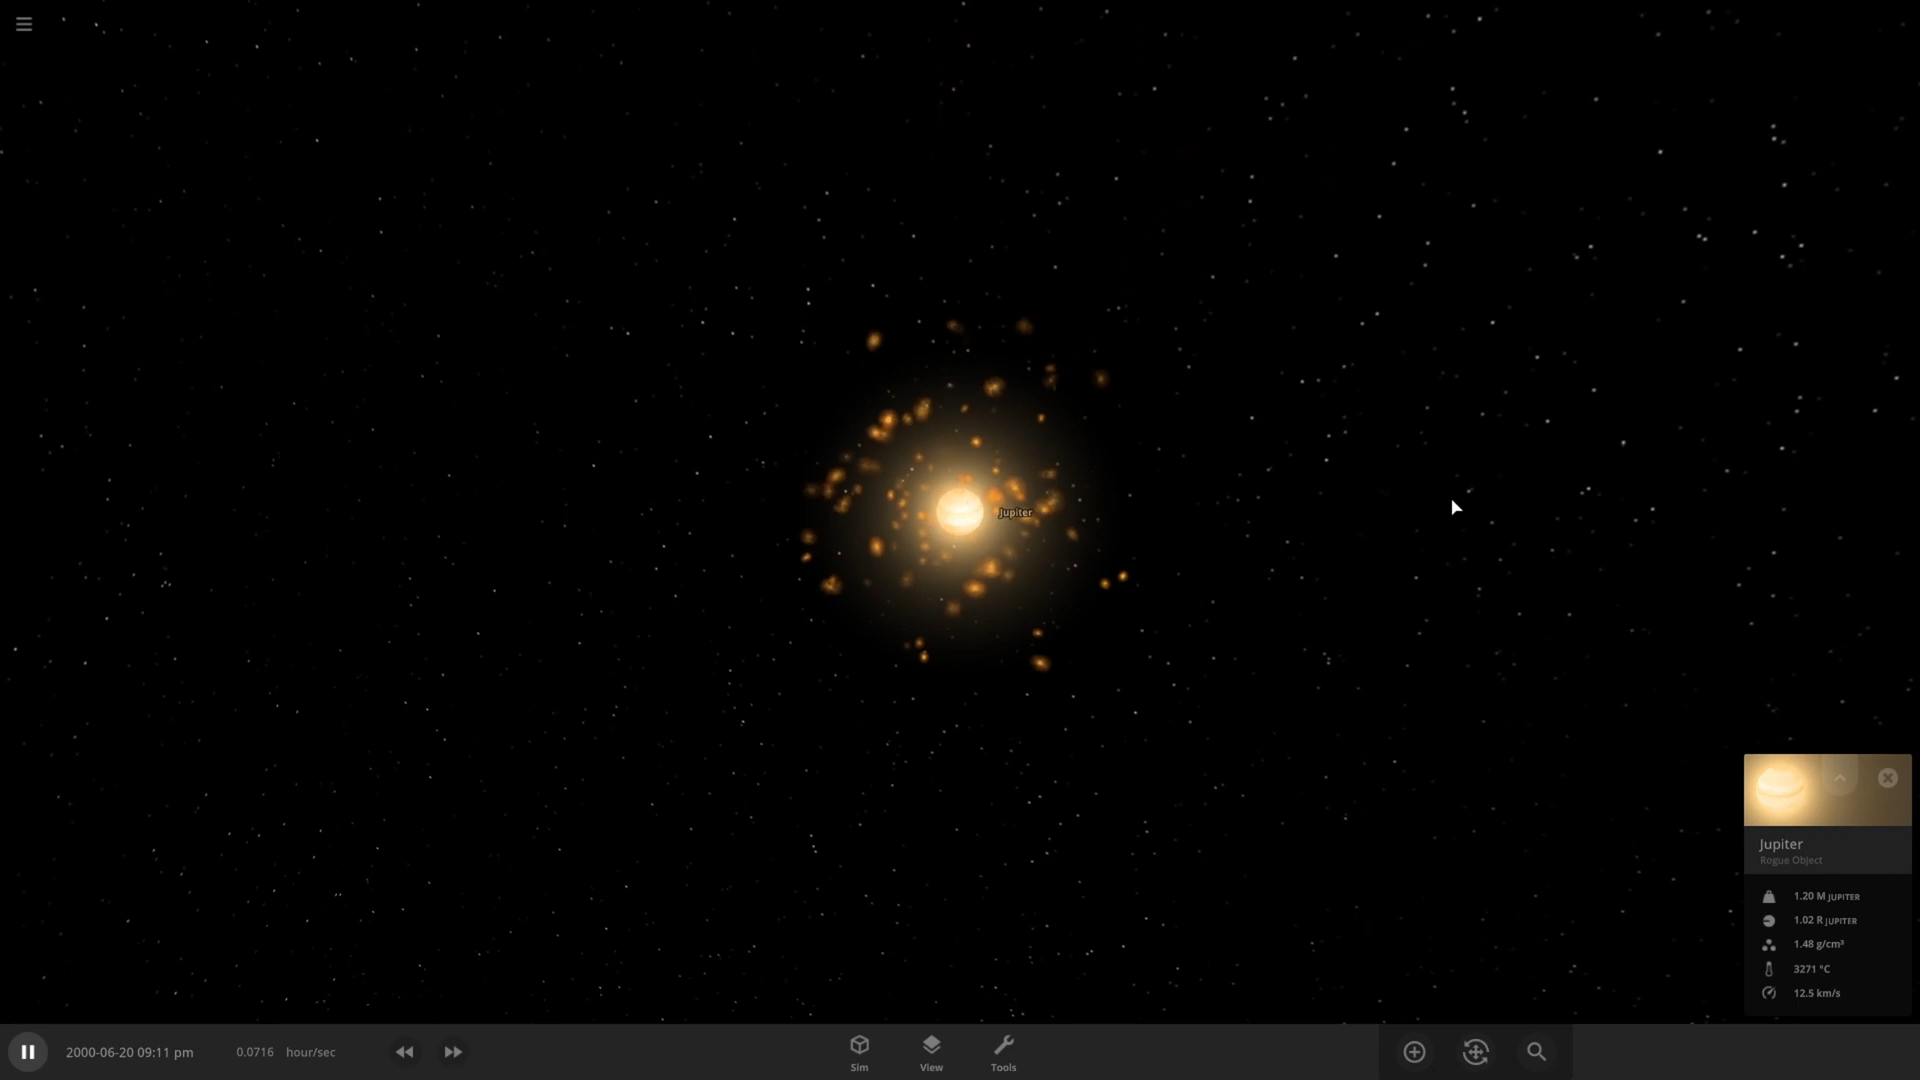 Jupiter
Jupiter
Rogue Object
1.20 M JUPITER
1.02 R JUPITER
1.48 g/cm³
3271 °C
12.5 km/s
2000-06-20 09:11 pm
0.0716 hour/sec
Sim
View
Tools